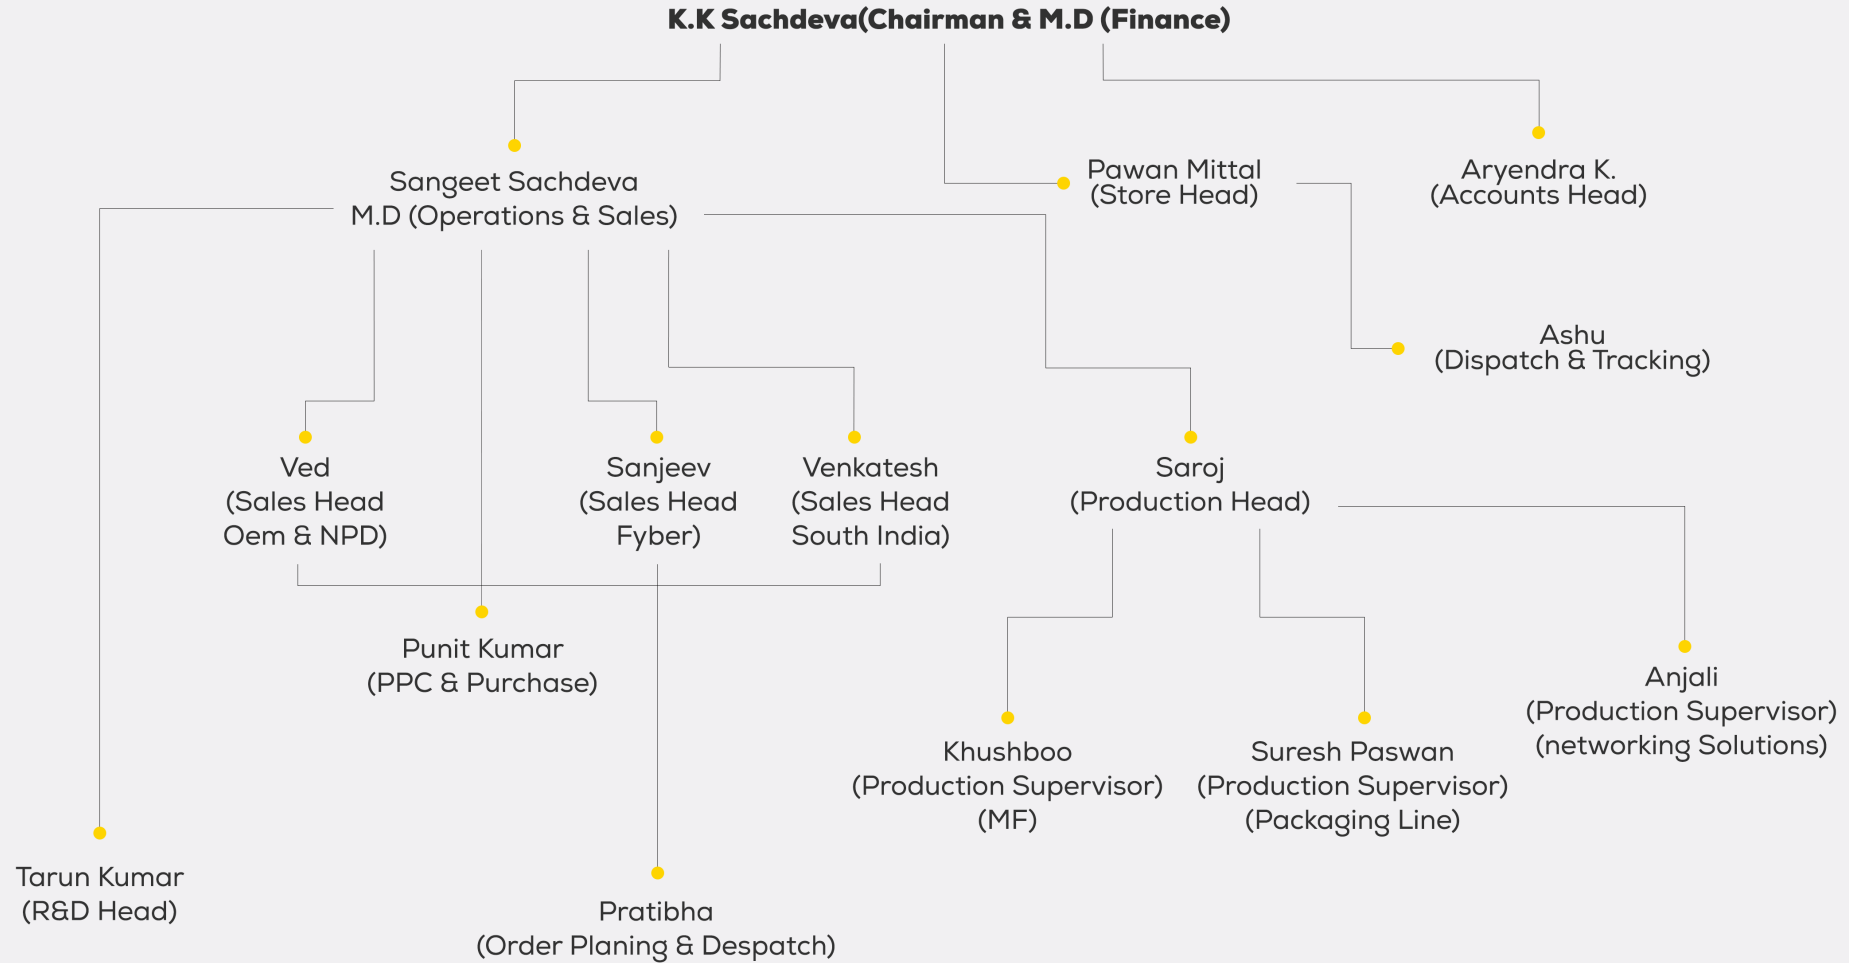 K.K Sachdeva(Chairman & M.D (Finance)
Sangeet Sachdeva
M.D (Operations & Sales)
Pawan Mittal
(Store Head)
Aryendra K.
(Accounts Head)
Ashu
(Dispatch & Tracking)
Ved
(Sales Head
Oem & NPD)
Sanjeev
(Sales Head
Fyber)
Venkatesh
(Sales Head
South India)
Saroj
(Production Head)
Punit Kumar
(PPC & Purchase)
Khushboo
(Production Supervisor)
(MF)
Suresh Paswan
(Production Supervisor)
(Packaging Line)
Anjali
(Production Supervisor)
(networking Solutions)
Tarun Kumar
(R&D Head)
Pratibha
(Order Planing & Despatch)